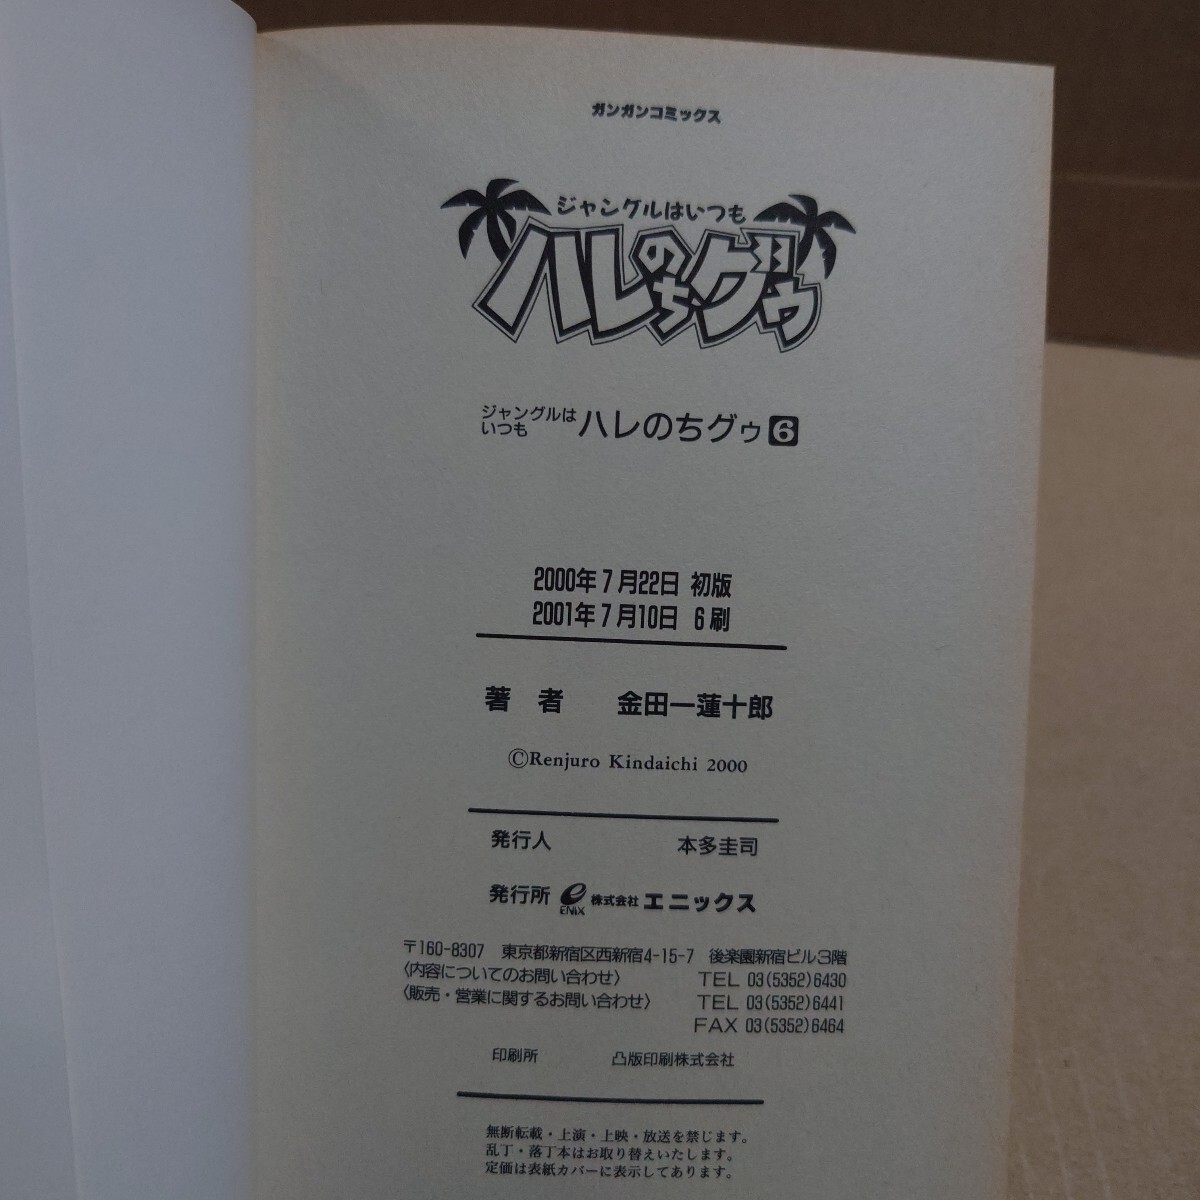 ガンガンコミックス
ジャングルはいつも
ハレのちグゥ
ジャングルは
いつも
ハレのちグゥ6
2000年7月22日 初版
2001年7月10日 6刷
著 者 金田一蓮十郎
©Renjuro Kindaichi 2000
発行人 本多圭司
発行所 ENIX 株式会社エニックス
〒160-8307 東京都新宿区西新宿4-15-7 後楽園新宿ビル3階
〈内容についてのお問い合わせ〉 TEL 03(5352)6430
〈販売・営業に関するお問い合わせ〉 TEL 03(5352)6441
FAX 03(5352)6464
印刷所 凸版印刷株式会社
無断転載・上演・上映・放送を禁じます。
乱丁・落丁本はお取り替えいたします。
定価は表紙カバーに表示してあります。